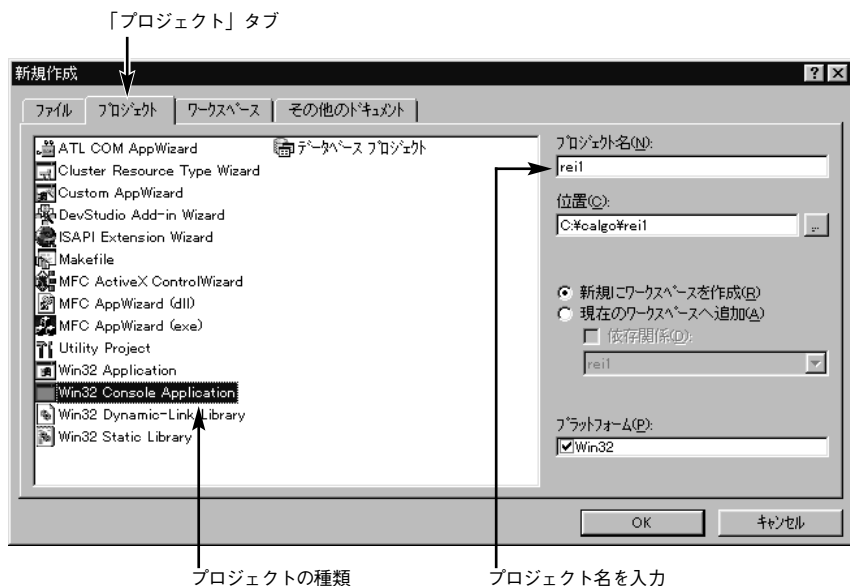 「プロジェクト」タブ
新規作成
ファイル
プロジェクト
ワークスペース
その他のドキュメント
ATL COM AppWizard
Cluster Resource Type Wizard
Custom AppWizard
DevStudio Add-in Wizard
ISAPI Extension Wizard
Makefile
MFC ActiveX ControlWizard
MFC AppWizard (dll)
MFC AppWizard (exe)
Utility Project
Win32 Application
Win32 Console Application
Win32 Dynamic-Link Library
Win32 Static Library
データベース プロジェクト
プロジェクト名(N):
rei1
位置(C):
C:¥calgo¥rei1
...
新規にワークスペースを作成(R)
現在のワークスペースへ追加(A)
依存関係(D):
rei1
プラットフォーム(P):
Win32
OK
キャンセル
プロジェクトの種類
プロジェクト名を入力